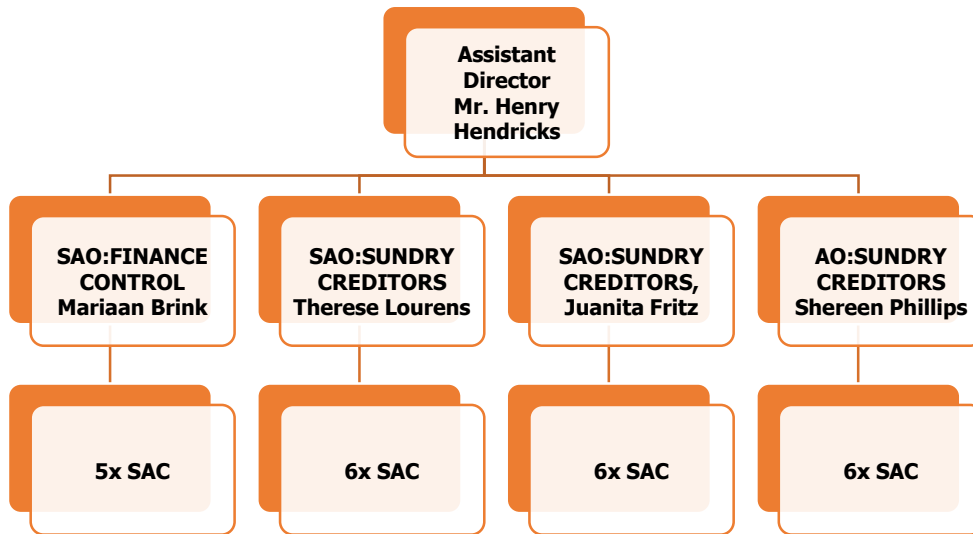 Assistant
Director
Mr. Henry
Hendricks
SAO:FINANCE
CONTROL
Mariaan Brink
SAO:SUNDRY
CREDITORS
Therese Lourens
SAO:SUNDRY
CREDITORS,
Juanita Fritz
AO:SUNDRY
CREDITORS
Shereen Phillips
5x SAC
6x SAC
6x SAC
6x SAC